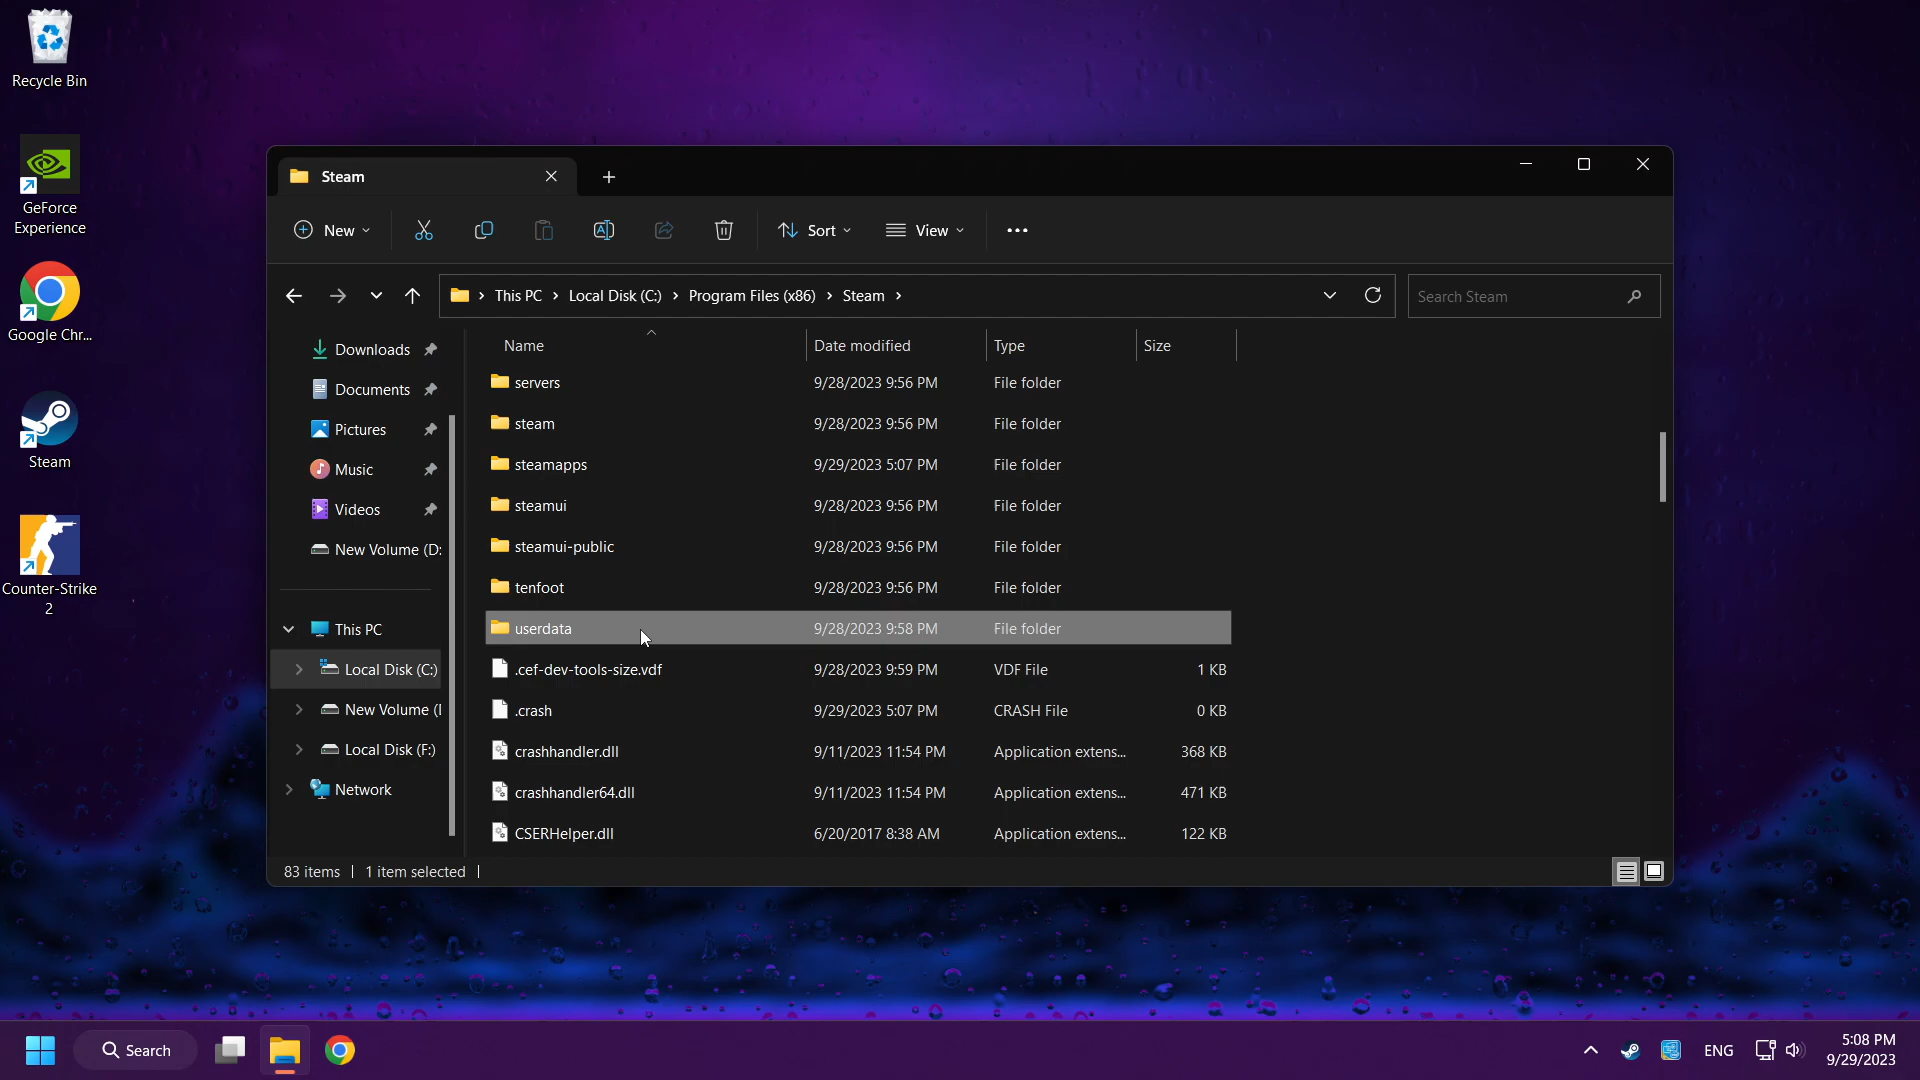 Recycle Bin
GeForce
Experience
Google Chr...
Steam
Counter-Strike
2
Steam
New
Sort
View
This PC › Local Disk (C:) › Program Files (x86) › Steam ›
Search Steam
Downloads
Documents
Pictures
Music
Videos
New Volume (D:
This PC
Local Disk (C:)
New Volume (
Local Disk (F:)
Network
Name Date modified Type Size
servers 9/28/2023 9:56 PM File folder
steam 9/28/2023 9:56 PM File folder
steamapps 9/29/2023 5:07 PM File folder
steamui 9/28/2023 9:56 PM File folder
steamui-public 9/28/2023 9:56 PM File folder
tenfoot 9/28/2023 9:56 PM File folder
userdata 9/28/2023 9:58 PM File folder
.cef-dev-tools-size.vdf 9/28/2023 9:59 PM VDF File 1 KB
.crash 9/29/2023 5:07 PM CRASH File 0 KB
crashhandler.dll 9/11/2023 11:54 PM Application extens... 368 KB
crashhandler64.dll 9/11/2023 11:54 PM Application extens... 471 KB
CSERHelper.dll 6/20/2017 8:38 AM Application extens... 122 KB
83 items 1 item selected
Search
ENG
5:08 PM
9/29/2023